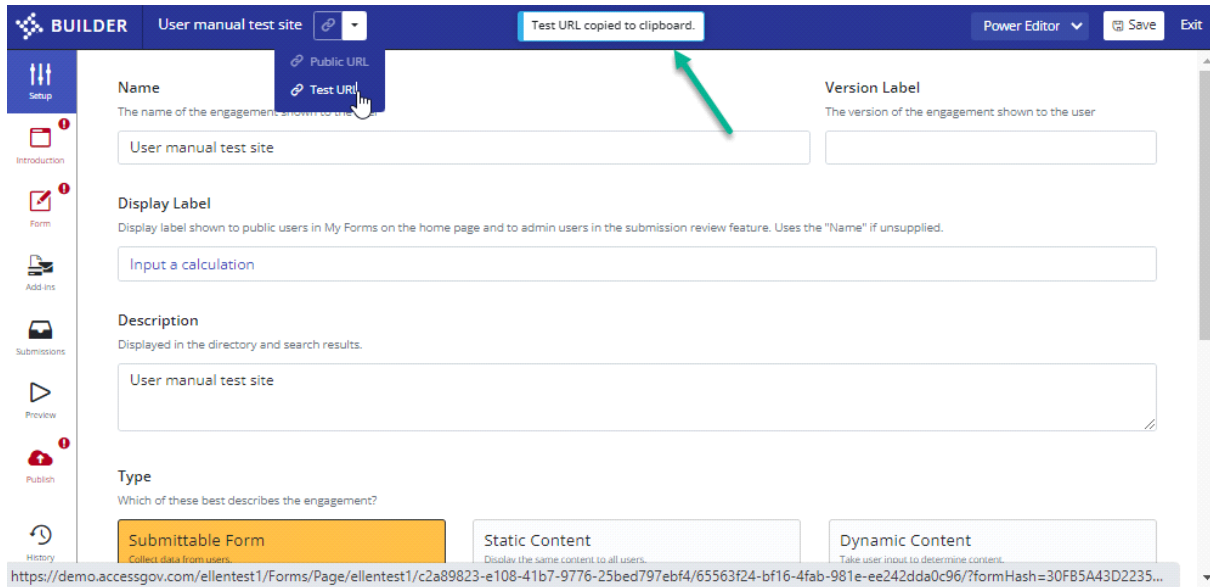 BUILDER
User manual test site
Test URL copied to clipboard.
Power Editor
Save
Exit
Public URL
Test URL
Setup
Introduction
Form
Add-ins
Submissions
Preview
Publish
History
Name
The name of the engagement shown to the user
User manual test site
Version Label
The version of the engagement shown to the user
Display Label
Display label shown to public users in My Forms on the home page and to admin users in the submission review feature. Uses the "Name" if unsupplied.
Input a calculation
Description
Displayed in the directory and search results.
User manual test site
Type
Which of these best describes the engagement?
Submittable Form
Collect data from users.
Static Content
Display the same content to all users.
Dynamic Content
Take user input to determine content.
https://demo.accessgov.com/ellentest1/Forms/Page/ellentest1/c2a89823-e108-41b7-9776-25bed797ebf4/65563f24-bf16-4fab-981e-ee242dda0c96/?formHash=30FB5A43D2235...